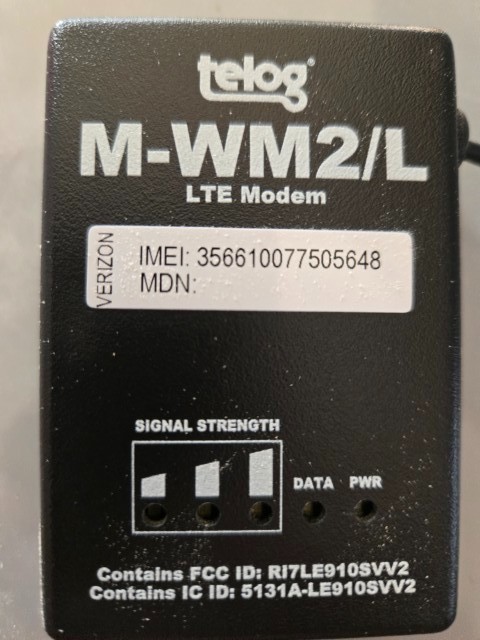 telog®
M-WM2/L
LTE Modem
VERIZON
IMEI: 356610077505648
MDN:
SIGNAL STRENGTH
DATA PWR
Contains FCC ID: RI7LE910SVV2
Contains IC ID: 5131A-LE910SVV2